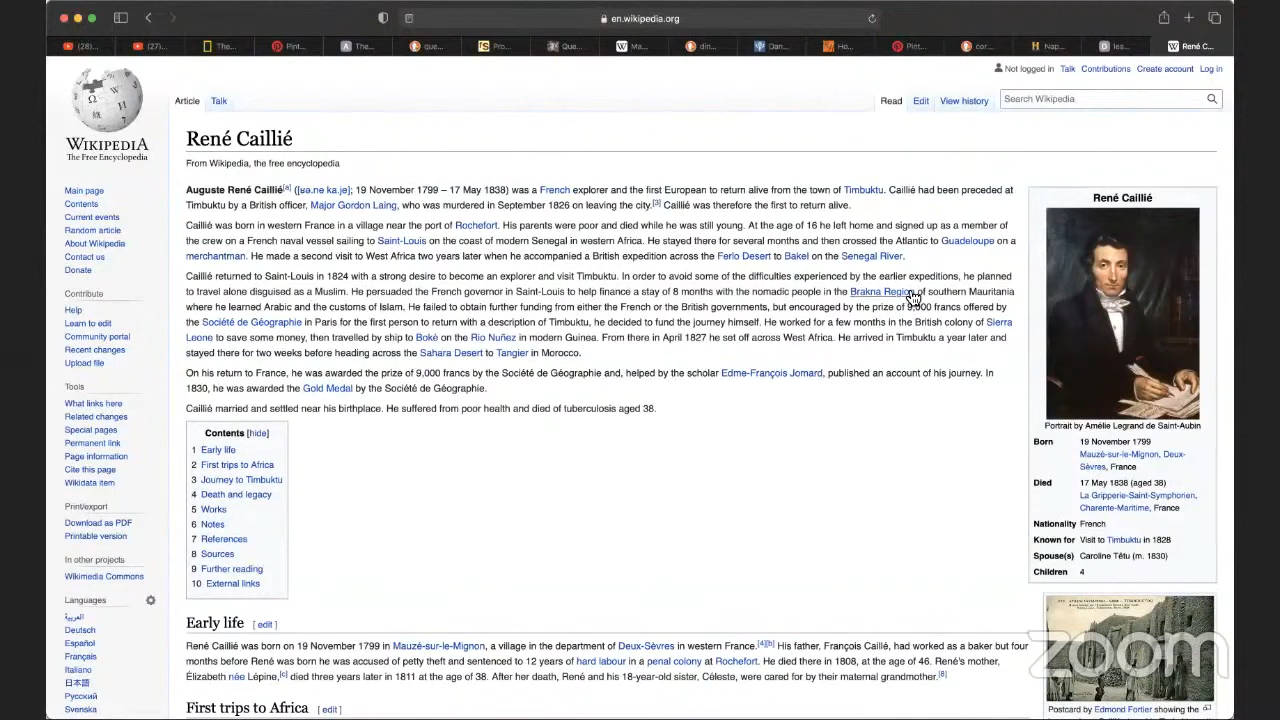 en.wikipedia.org
(28)...
(27)...
The...
Pint...
The...
que...
Pro...
Que...
Ma...
din...
Dan...
Ho...
Pint...
cor...
Nap...
lea...
René C...
Not logged in Talk Contributions Create account Log in
Article Talk
Read Edit View history
Search Wikipedia
WIKIPEDIA
The Free Encyclopedia
Main page
Contents
Current events
Random article
About Wikipedia
Contact us
Donate
Contribute
Help
Learn to edit
Community portal
Recent changes
Upload file
Tools
What links here
Related changes
Special pages
Permanent link
Page information
Cite this page
Wikidata item
Print/export
Download as PDF
Printable version
In other projects
Wikimedia Commons
Languages
العربية
Deutsch
Español
Français
Italiano
日本語
Русский
Svenska
René Caillié
From Wikipedia, the free encyclopedia
Auguste René Caillié[a] ([ʁəne kaje]; 19 November 1799 – 17 May 1838) was a French explorer and the first European to return alive from the town of Timbuktu. Caillié had been preceded at
Timbuktu by a British officer, Major Gordon Laing, who was murdered in September 1826 on leaving the city.[3] Caillié was therefore the first to return alive.
Caillié was born in western France in a village near the port of Rochefort. His parents were poor and died while he was still young. At the age of 16 he left home and signed up as a member of
the crew on a French naval vessel sailing to Saint-Louis on the coast of modern Senegal in western Africa. He stayed there for several months and then crossed the Atlantic to Guadeloupe on a
merchantman. He made a second visit to West Africa two years later when he accompanied a British expedition across the Ferlo Desert to Bakel on the Senegal River.
Caillié returned to Saint-Louis in 1824 with a strong desire to become an explorer and visit Timbuktu. In order to avoid some of the difficulties experienced by the earlier expeditions, he planned
to travel alone disguised as a Muslim. He persuaded the French governor in Saint-Louis to help finance a stay of 8 months with the nomadic people in the Brakna Region of southern Mauritania
where he learned Arabic and the customs of Islam. He failed to obtain further funding from either the French or the British governments, but encouraged by the prize of 9,000 francs offered by
the Société de Géographie in Paris for the first person to return with a description of Timbuktu, he decided to fund the journey himself. He worked for a few months in the British colony of Sierra
Leone to save some money, then travelled by ship to Boké on the Rio Nuñez in modern Guinea. From there in April 1827 he set off across West Africa. He arrived in Timbuktu a year later and
stayed there for two weeks before heading across the Sahara Desert to Tangier in Morocco.
On his return to France, he was awarded the prize of 9,000 francs by the Société de Géographie and, helped by the scholar Edme-François Jomard, published an account of his journey. In
1830, he was awarded the Gold Medal by the Société de Géographie.
Caillié married and settled near his birthplace. He suffered from poor health and died of tuberculosis aged 38.
Contents [hide]
1 Early life
2 First trips to Africa
3 Journey to Timbuktu
4 Death and legacy
5 Works
6 Notes
7 References
8 Sources
9 Further reading
10 External links
René Caillié
Portrait by Amélie Legrand de Saint-Aubin
Born 19 November 1799
Mauzé-sur-le-Mignon, Deux-
Sèvres, France
Died 17 May 1838 (aged 38)
La Gripperie-Saint-Symphorien,
Charente-Maritime, France
Nationality French
Known for Visit to Timbuktu in 1828
Spouse(s) Caroline Têtu (m. 1830)
Children 4
Early life [ edit ]
René Caillié was born on 19 November 1799 in Mauzé-sur-le-Mignon, a village in the department of Deux-Sèvres in western France.[4][b] His father, François Caillé, had worked as a baker but four
months before René was born he was accused of petty theft and sentenced to 12 years of hard labour in a penal colony at Rochefort. He died there in 1808, at the age of 46. René's mother,
Élizabeth née Lépine,[c] died three years later in 1811 at the age of 38. After her death, René and his 18-year-old sister, Céleste, were cared for by their maternal grandmother.[8]
First trips to Africa [ edit ]
Postcard by Edmond Fortier showing the
zoom